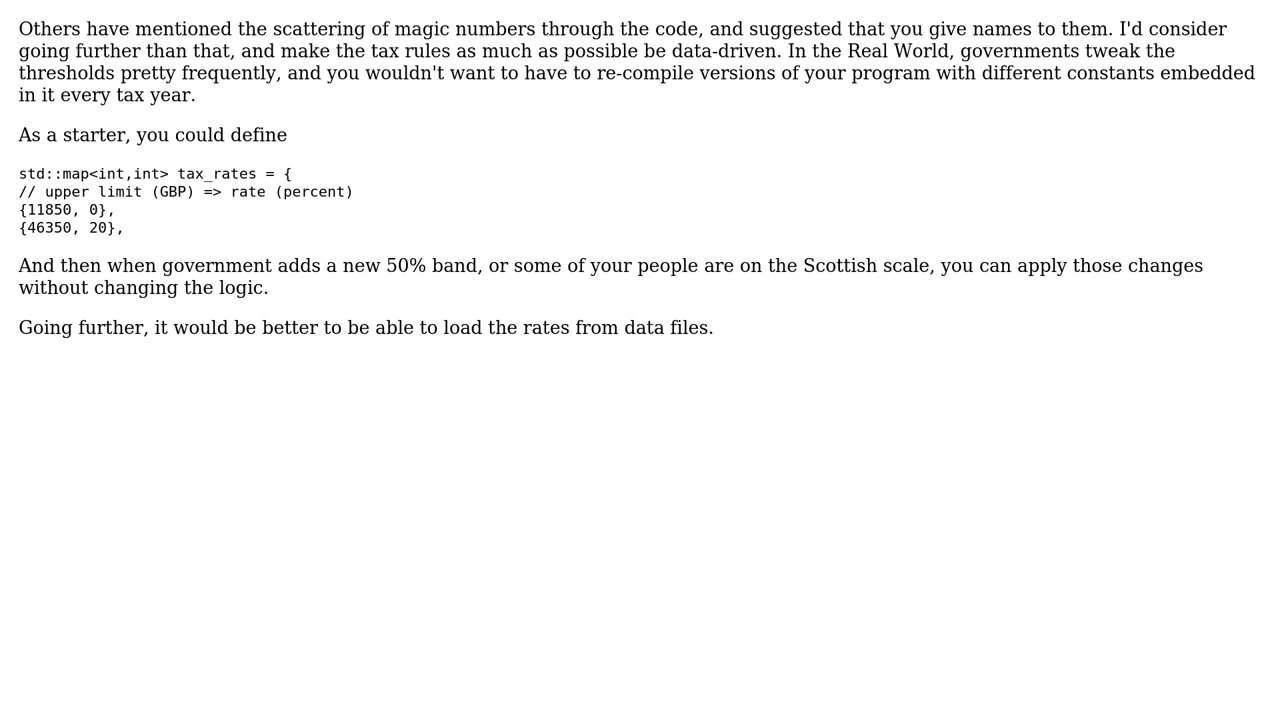 Others have mentioned the scattering of magic numbers through the code, and suggested that you give names to them. I'd consider
going further than that, and make the tax rules as much as possible be data-driven. In the Real World, governments tweak the
thresholds pretty frequently, and you wouldn't want to have to re-compile versions of your program with different constants embedded
in it every tax year.
As a starter, you could define
std::map<int,int> tax_rates = {
// upper limit (GBP) => rate (percent)
{11850, 0},
{46350, 20},
And then when government adds a new 50% band, or some of your people are on the Scottish scale, you can apply those changes
without changing the logic.
Going further, it would be better to be able to load the rates from data files.